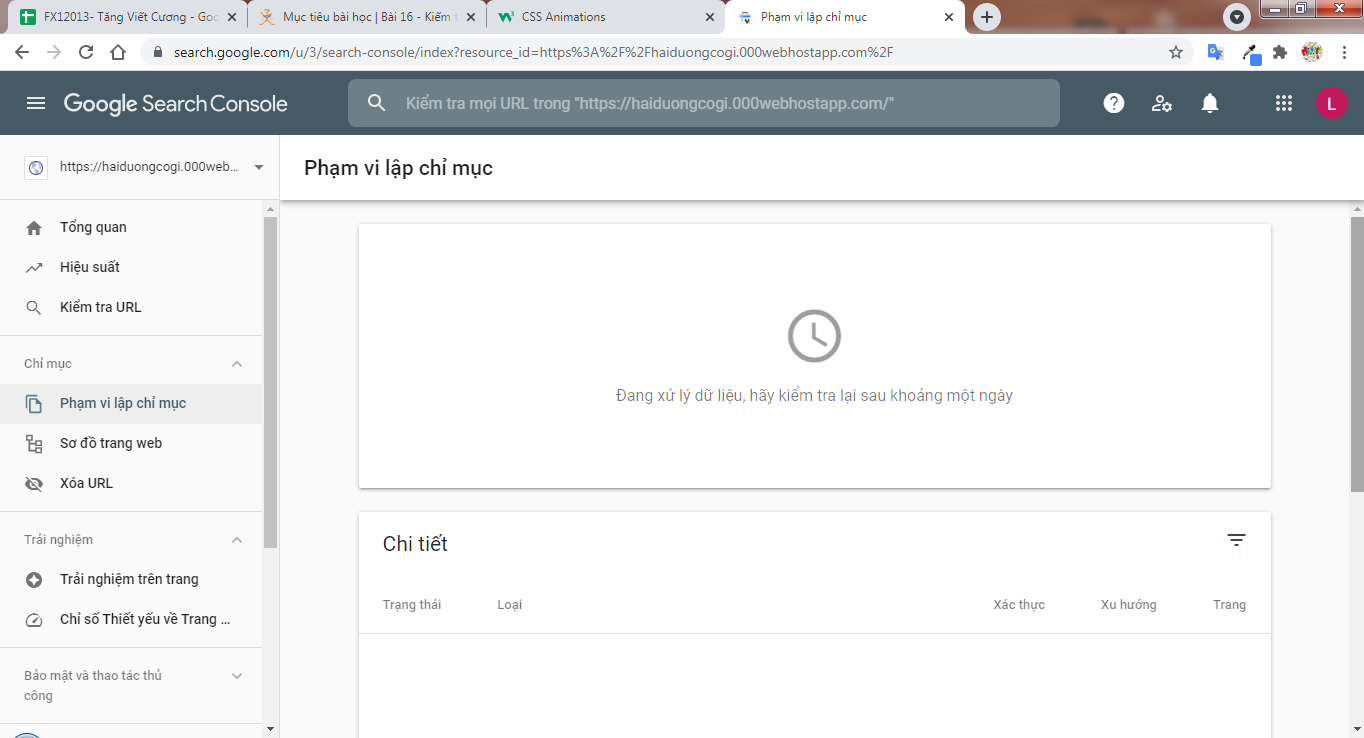 FX12013- Tăng Viết Cương - Goo
Mục tiêu bài học | Bài 16 - Kiểm t
CSS Animations
Phạm vi lập chỉ mục
search.google.com/u/3/search-console/index?resource_id=https%3A%2F%2Fhaiduongcogi.000webhostapp.com%2F
Google Search Console
Kiểm tra mọi URL trong "https://haiduongcogi.000webhostapp.com/"
L
https://haiduongcogi.000web...
Phạm vi lập chỉ mục
Tổng quan
Hiệu suất
Kiểm tra URL
Chỉ mục
Phạm vi lập chỉ mục
Sơ đồ trang web
Xóa URL
Trải nghiệm
Trải nghiệm trên trang
Chỉ số Thiết yếu về Trang ...
Bảo mật và thao tác thủ
công
Đang xử lý dữ liệu, hãy kiểm tra lại sau khoảng một ngày
Chi tiết
Trạng thái Loại Xác thực Xu hướng Trang